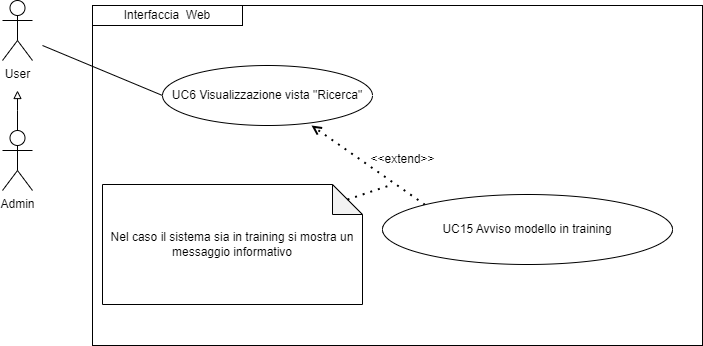 Interfaccia Web
User
UC6 Visualizzazione vista "Ricerca"
<<extend>>
Admin
Nel caso il sistema sia in training si mostra un
messaggio informativo
UC15 Avviso modello in training